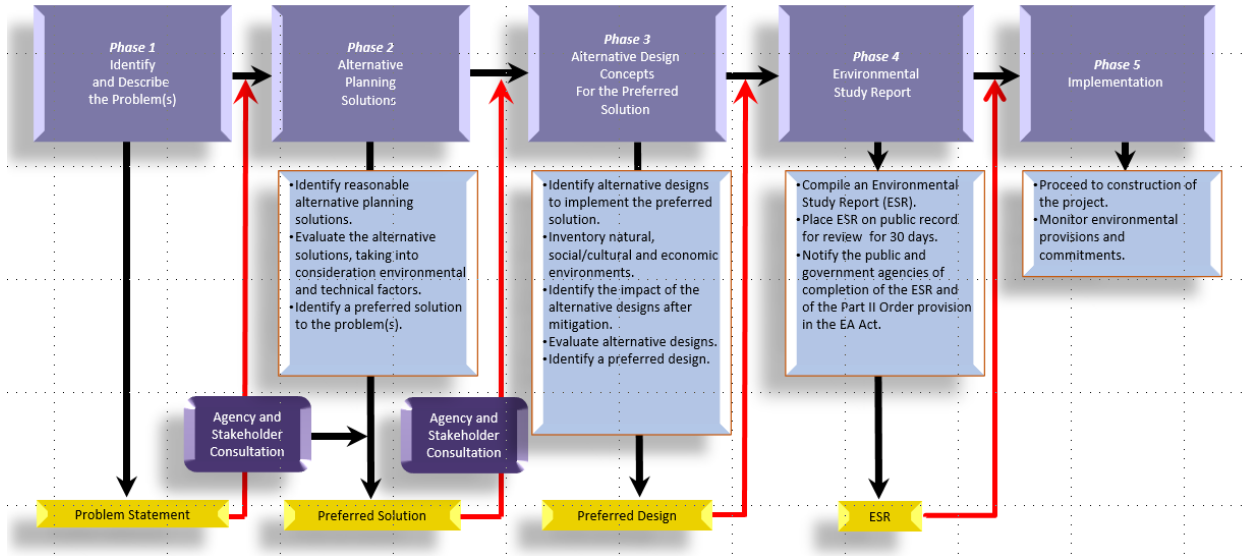 Phase 1
Identify
and Describe
the Problem(s)
Phase 2
Alternative
Planning
Solutions
Phase 3
Alternative Design
Concepts
For the Preferred
Solution
Phase 4
Environmental
Study Report
Phase 5
Implementation
•Identify reasonable
alternative planning
solutions.
•Evaluate the alternative
solutions, taking into
consideration environmental
and technical factors.
•Identify a preferred solution
to the problem(s).
•Identify alternative designs
to implement the preferred
solution.
•Inventory natural,
social/cultural and economic
environments.
•Identify the impact of the
alternative designs after
mitigation.
•Evaluate alternative designs.
•Identify a preferred design.
•Compile an Environmental
Study Report (ESR).
•Place ESR on public record
for review for 30 days.
•Notify the public and
government agencies of
completion of the ESR and
of the Part II Order provision
in the EA Act.
•Proceed to construction of
the project.
•Monitor environmental
provisions and
commitments.
Agency and
Stakeholder
Consultation
Agency and
Stakeholder
Consultation
Problem Statement
Preferred Solution
Preferred Design
ESR